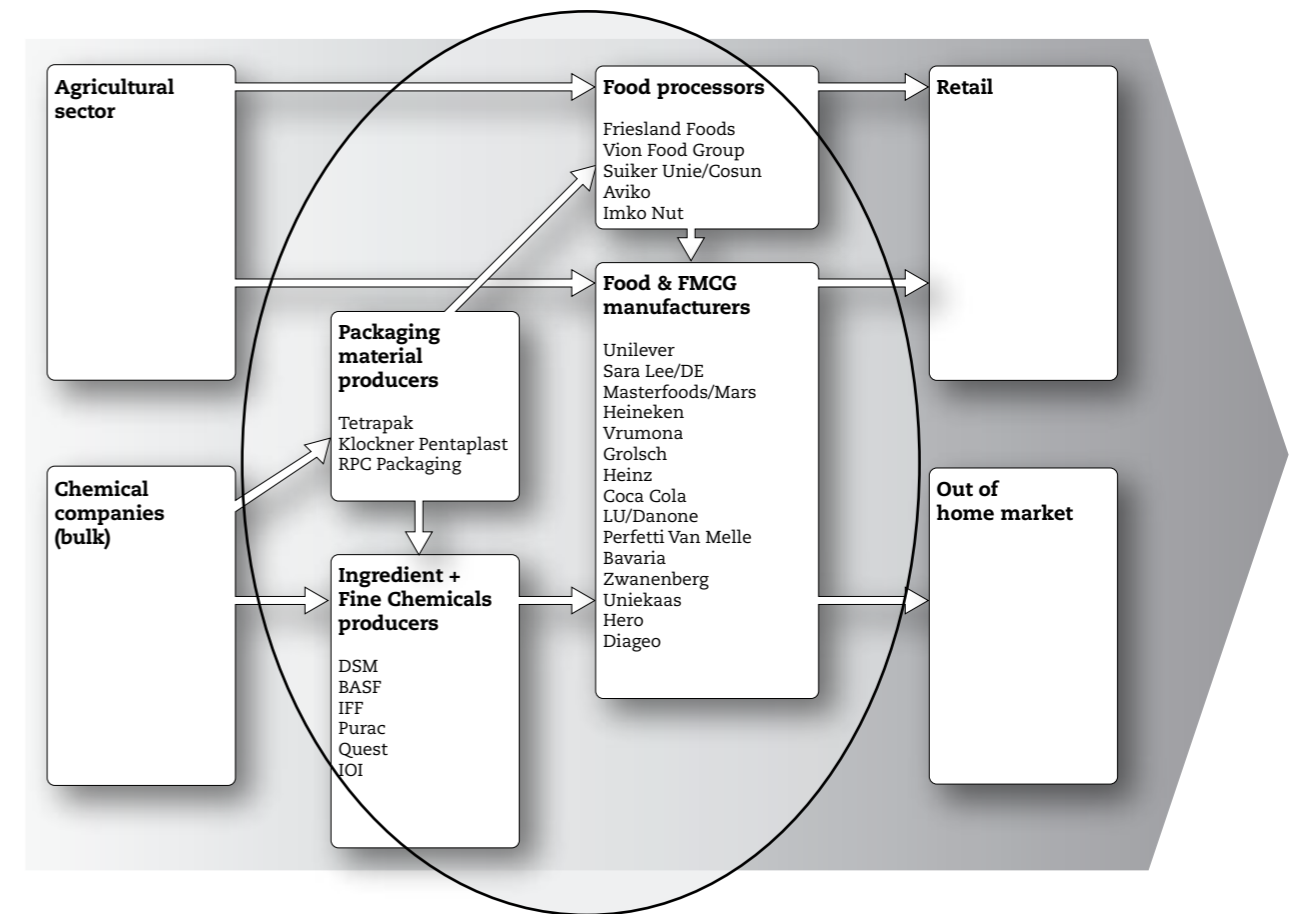 Agricultural
sector
Food processors
Friesland Foods
Vion Food Group
Suiker Unie/Cosun
Aviko
Imko Nut
Retail
Packaging
material
producers
Tetrapak
Klockner Pentaplast
RPC Packaging
Food & FMCG
manufacturers
Unilever
Sara Lee/DE
Masterfoods/Mars
Heineken
Vrumona
Grolsch
Heinz
Coca Cola
LU/Danone
Perfetti Van Melle
Bavaria
Zwanenberg
Uniekaas
Hero
Diageo
Chemical
companies
(bulk)
Ingredient +
Fine Chemicals
producers
DSM
BASF
IFF
Purac
Quest
IOI
Out of
home market